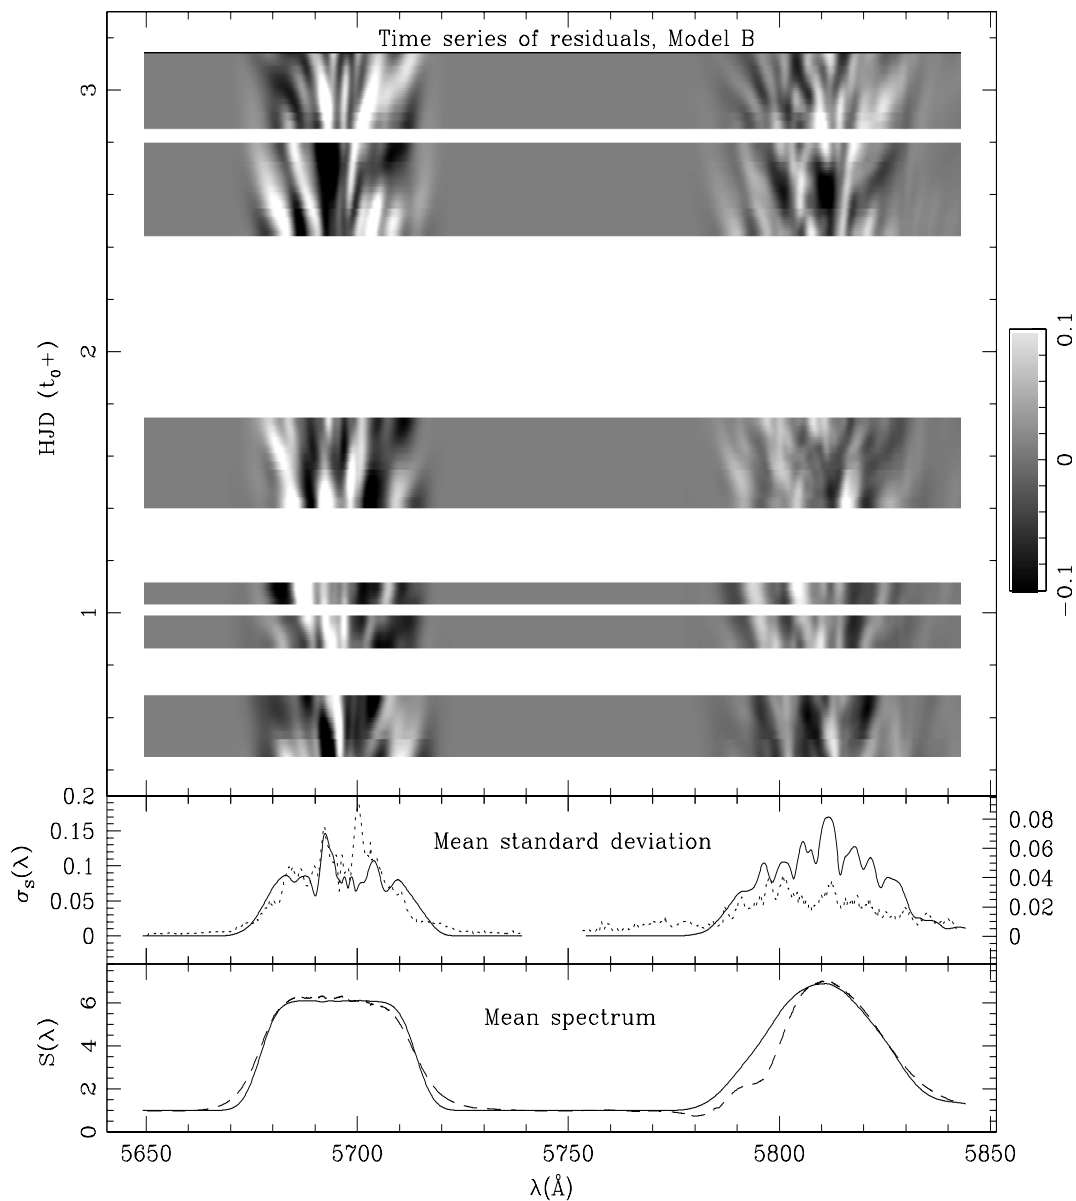 Time series of residuals, Model B
3
2
1
HJD (t₀+)
0.1
0
−0.1
0.2
0.15
0.1
0.05
0
σₛ(λ)
Mean standard deviation
0.08
0.06
0.04
0.02
0
6
4
2
0
S(λ)
Mean spectrum
5650 5700 5750 5800 5850
λ(Å)